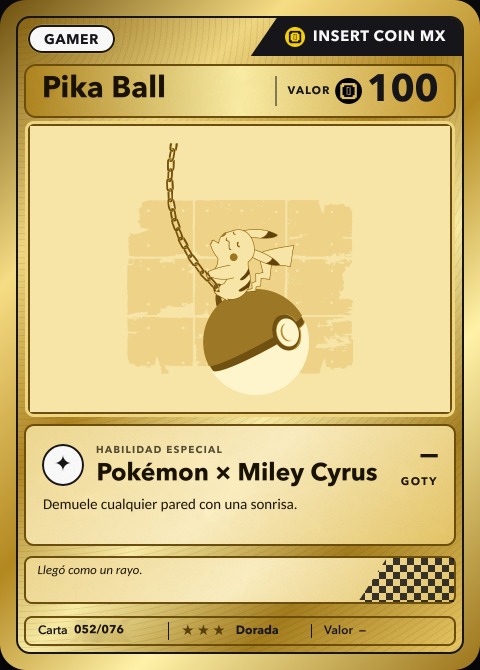 GAMER
INSERT COIN MX
Pika Ball
VALOR 100
HABILIDAD ESPECIAL
Pokémon × Miley Cyrus
–
GOTY
Demuele cualquier pared con una sonrisa.
Llegó como un rayo.
Carta 052/076 ★ ★ ★ Dorada Valor –